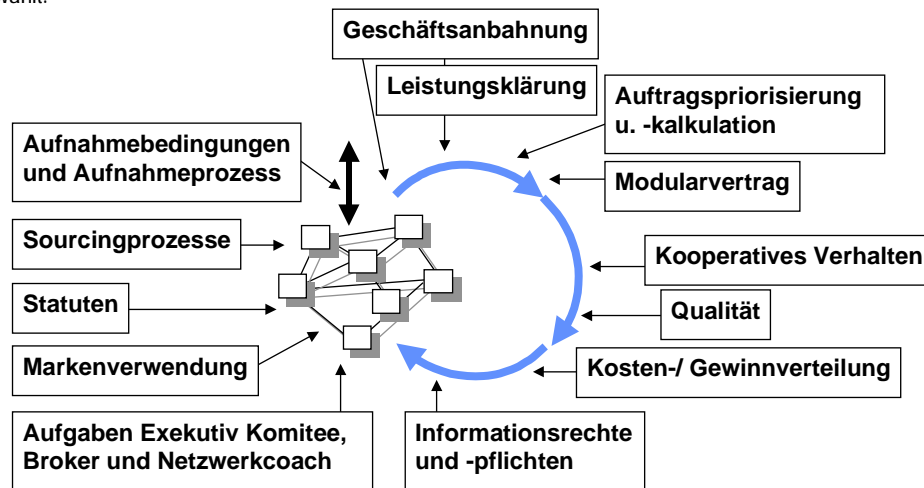 Geschäftsanbahnung
Leistungsklärung
Auftragspriorisierung
u. -kalkulation
Aufnahmebedingungen
und Aufnahmeprozess
Modularvertrag
Sourcingprozesse
Kooperatives Verhalten
Statuten
Qualität
Markenverwendung
Kosten-/ Gewinnverteilung
Aufgaben Exekutiv Komitee,
Broker und Netzwerkcoach
Informationsrechte
und -pflichten